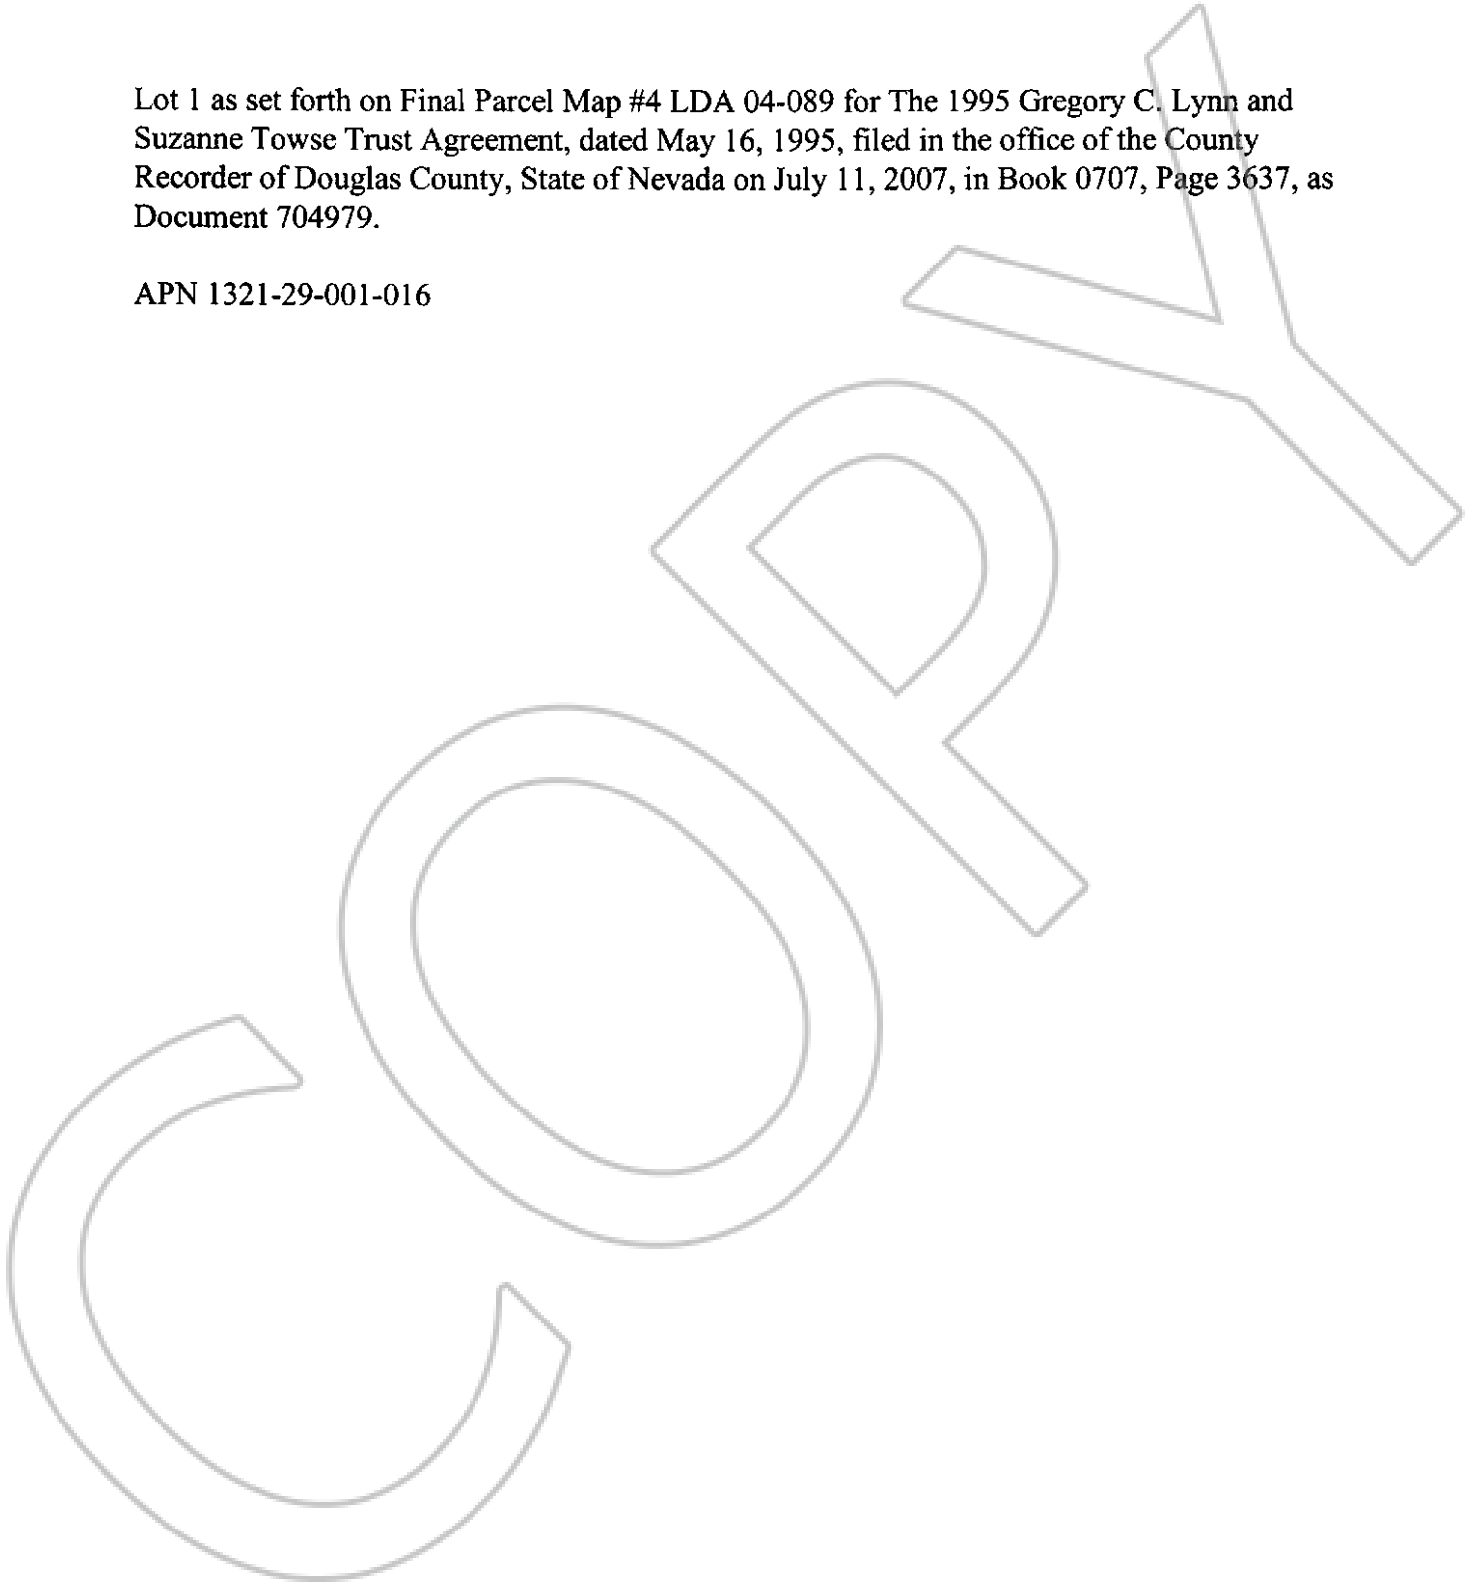 Lot 1 as set forth on Final Parcel Map #4 LDA 04-089 for The 1995 Gregory C. Lynn and
Suzanne Towse Trust Agreement, dated May 16, 1995, filed in the office of the County
Recorder of Douglas County, State of Nevada on July 11, 2007, in Book 0707, Page 3637, as
Document 704979.
APN 1321-29-001-016
COPY